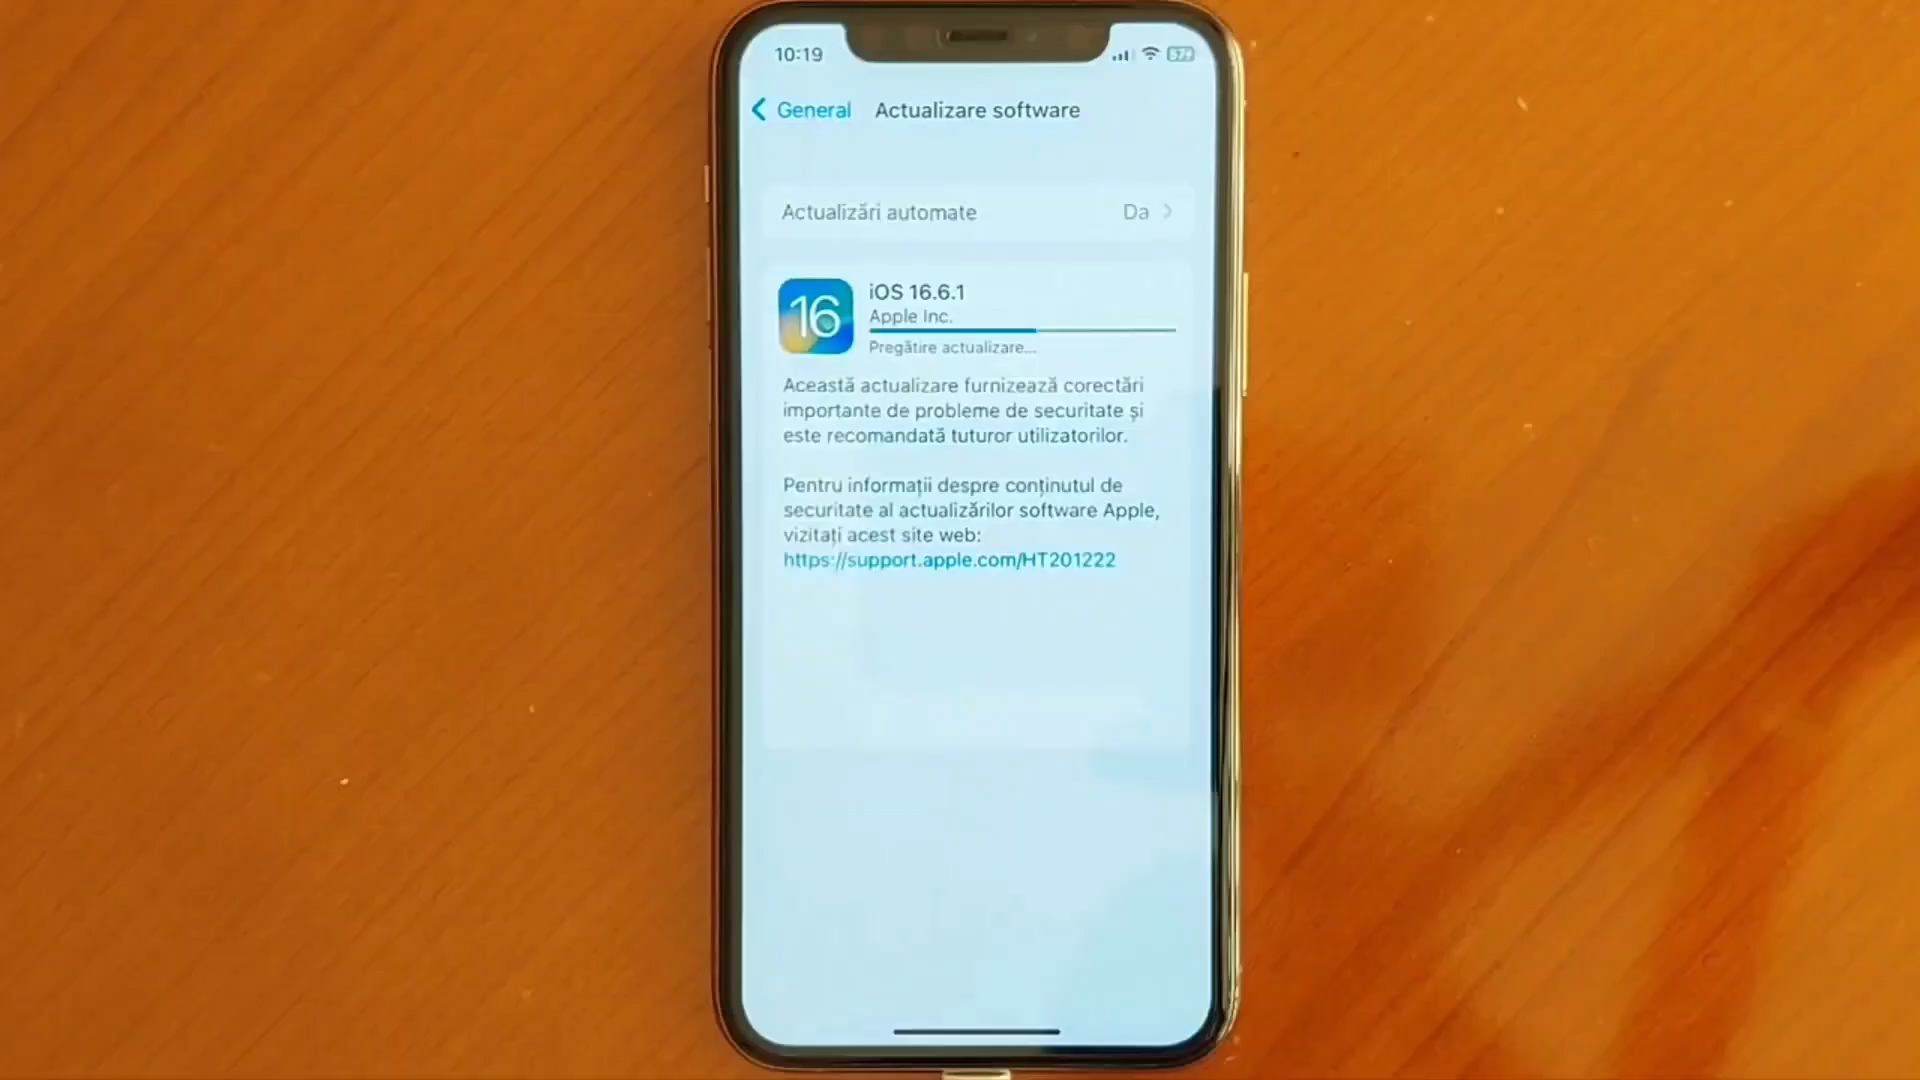 10:19
57
General Actualizare software
Actualizări automate Da
16
iOS 16.6.1
Apple Inc.
Pregătire actualizare...
Această actualizare furnizează corectări
importante de probleme de securitate și
este recomandată tuturor utilizatorilor.
Pentru informații despre conținutul de
securitate al actualizărilor software Apple,
vizitați acest site web:
https://support.apple.com/HT201222